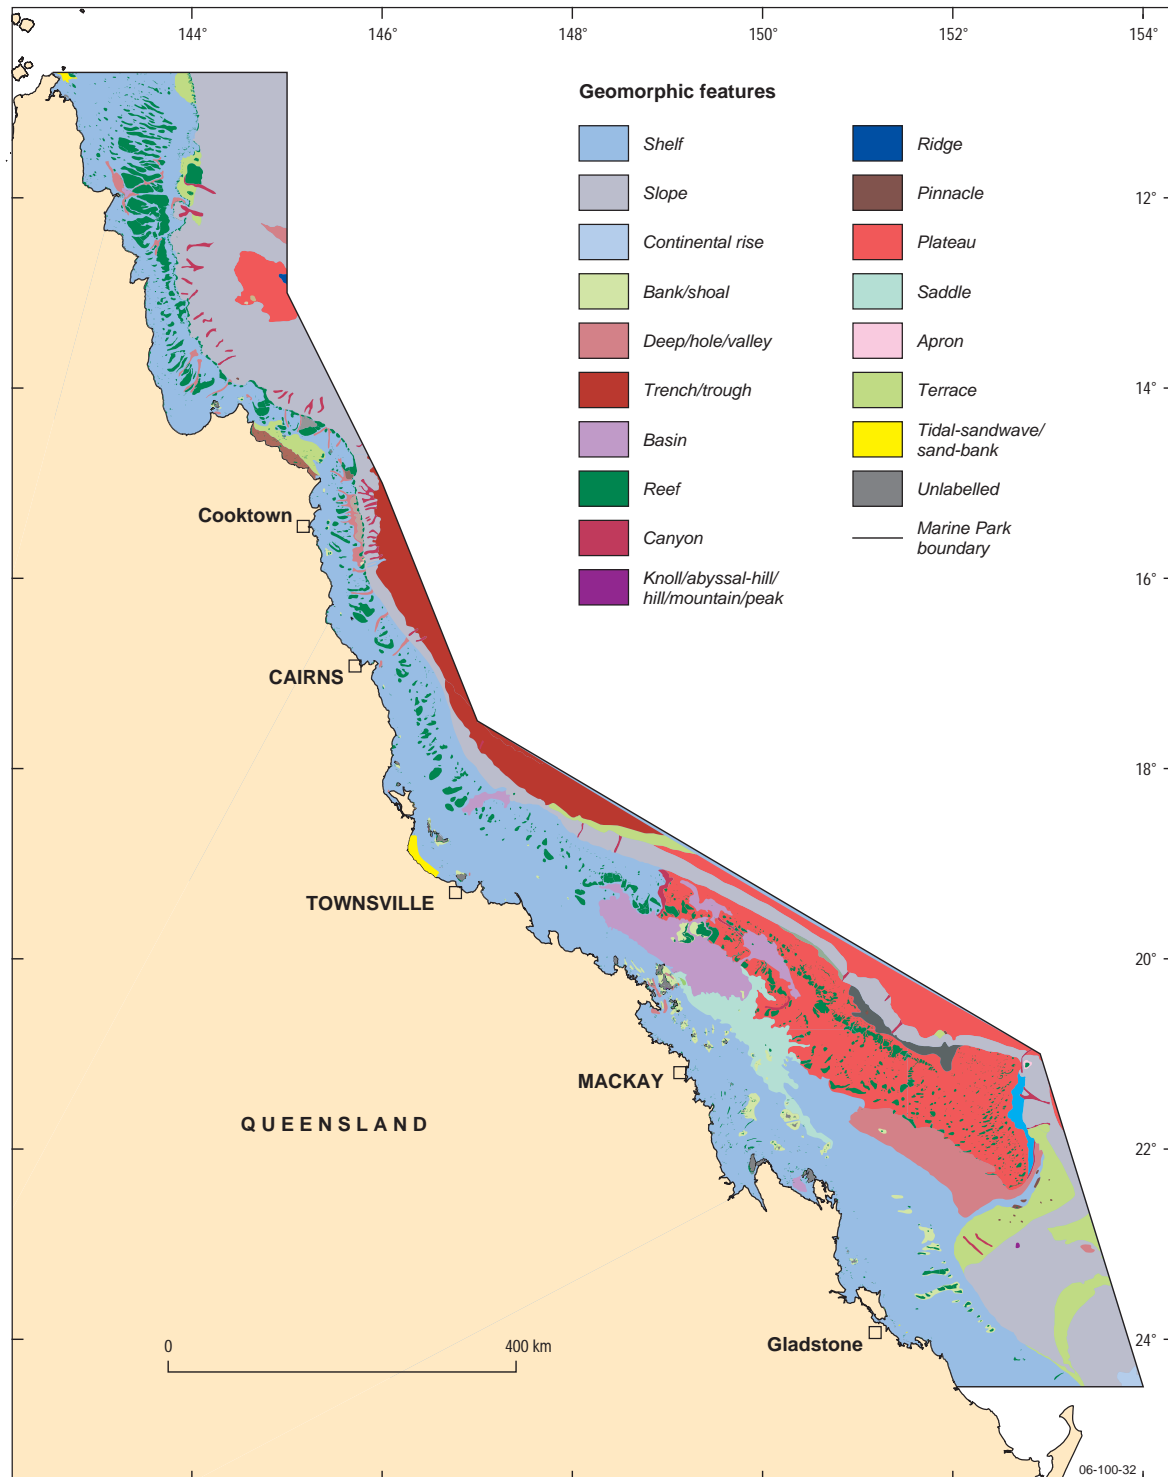 144° 146° 148° 150° 152° 154°
Geomorphic features
Shelf
Slope
Continental rise
Bank/shoal
Deep/hole/valley
Trench/trough
Basin
Reef
Canyon
Knoll/abyssal-hill/
hill/mountain/peak
Ridge
Pinnacle
Plateau
Saddle
Apron
Terrace
Tidal-sandwave/
sand-bank
Unlabelled
Marine Park
boundary
12°
14°
16°
18°
20°
22°
24°
Cooktown
CAIRNS
TOWNSVILLE
MACKAY
QUEENSLAND
Gladstone
0 400 km
06-100-32